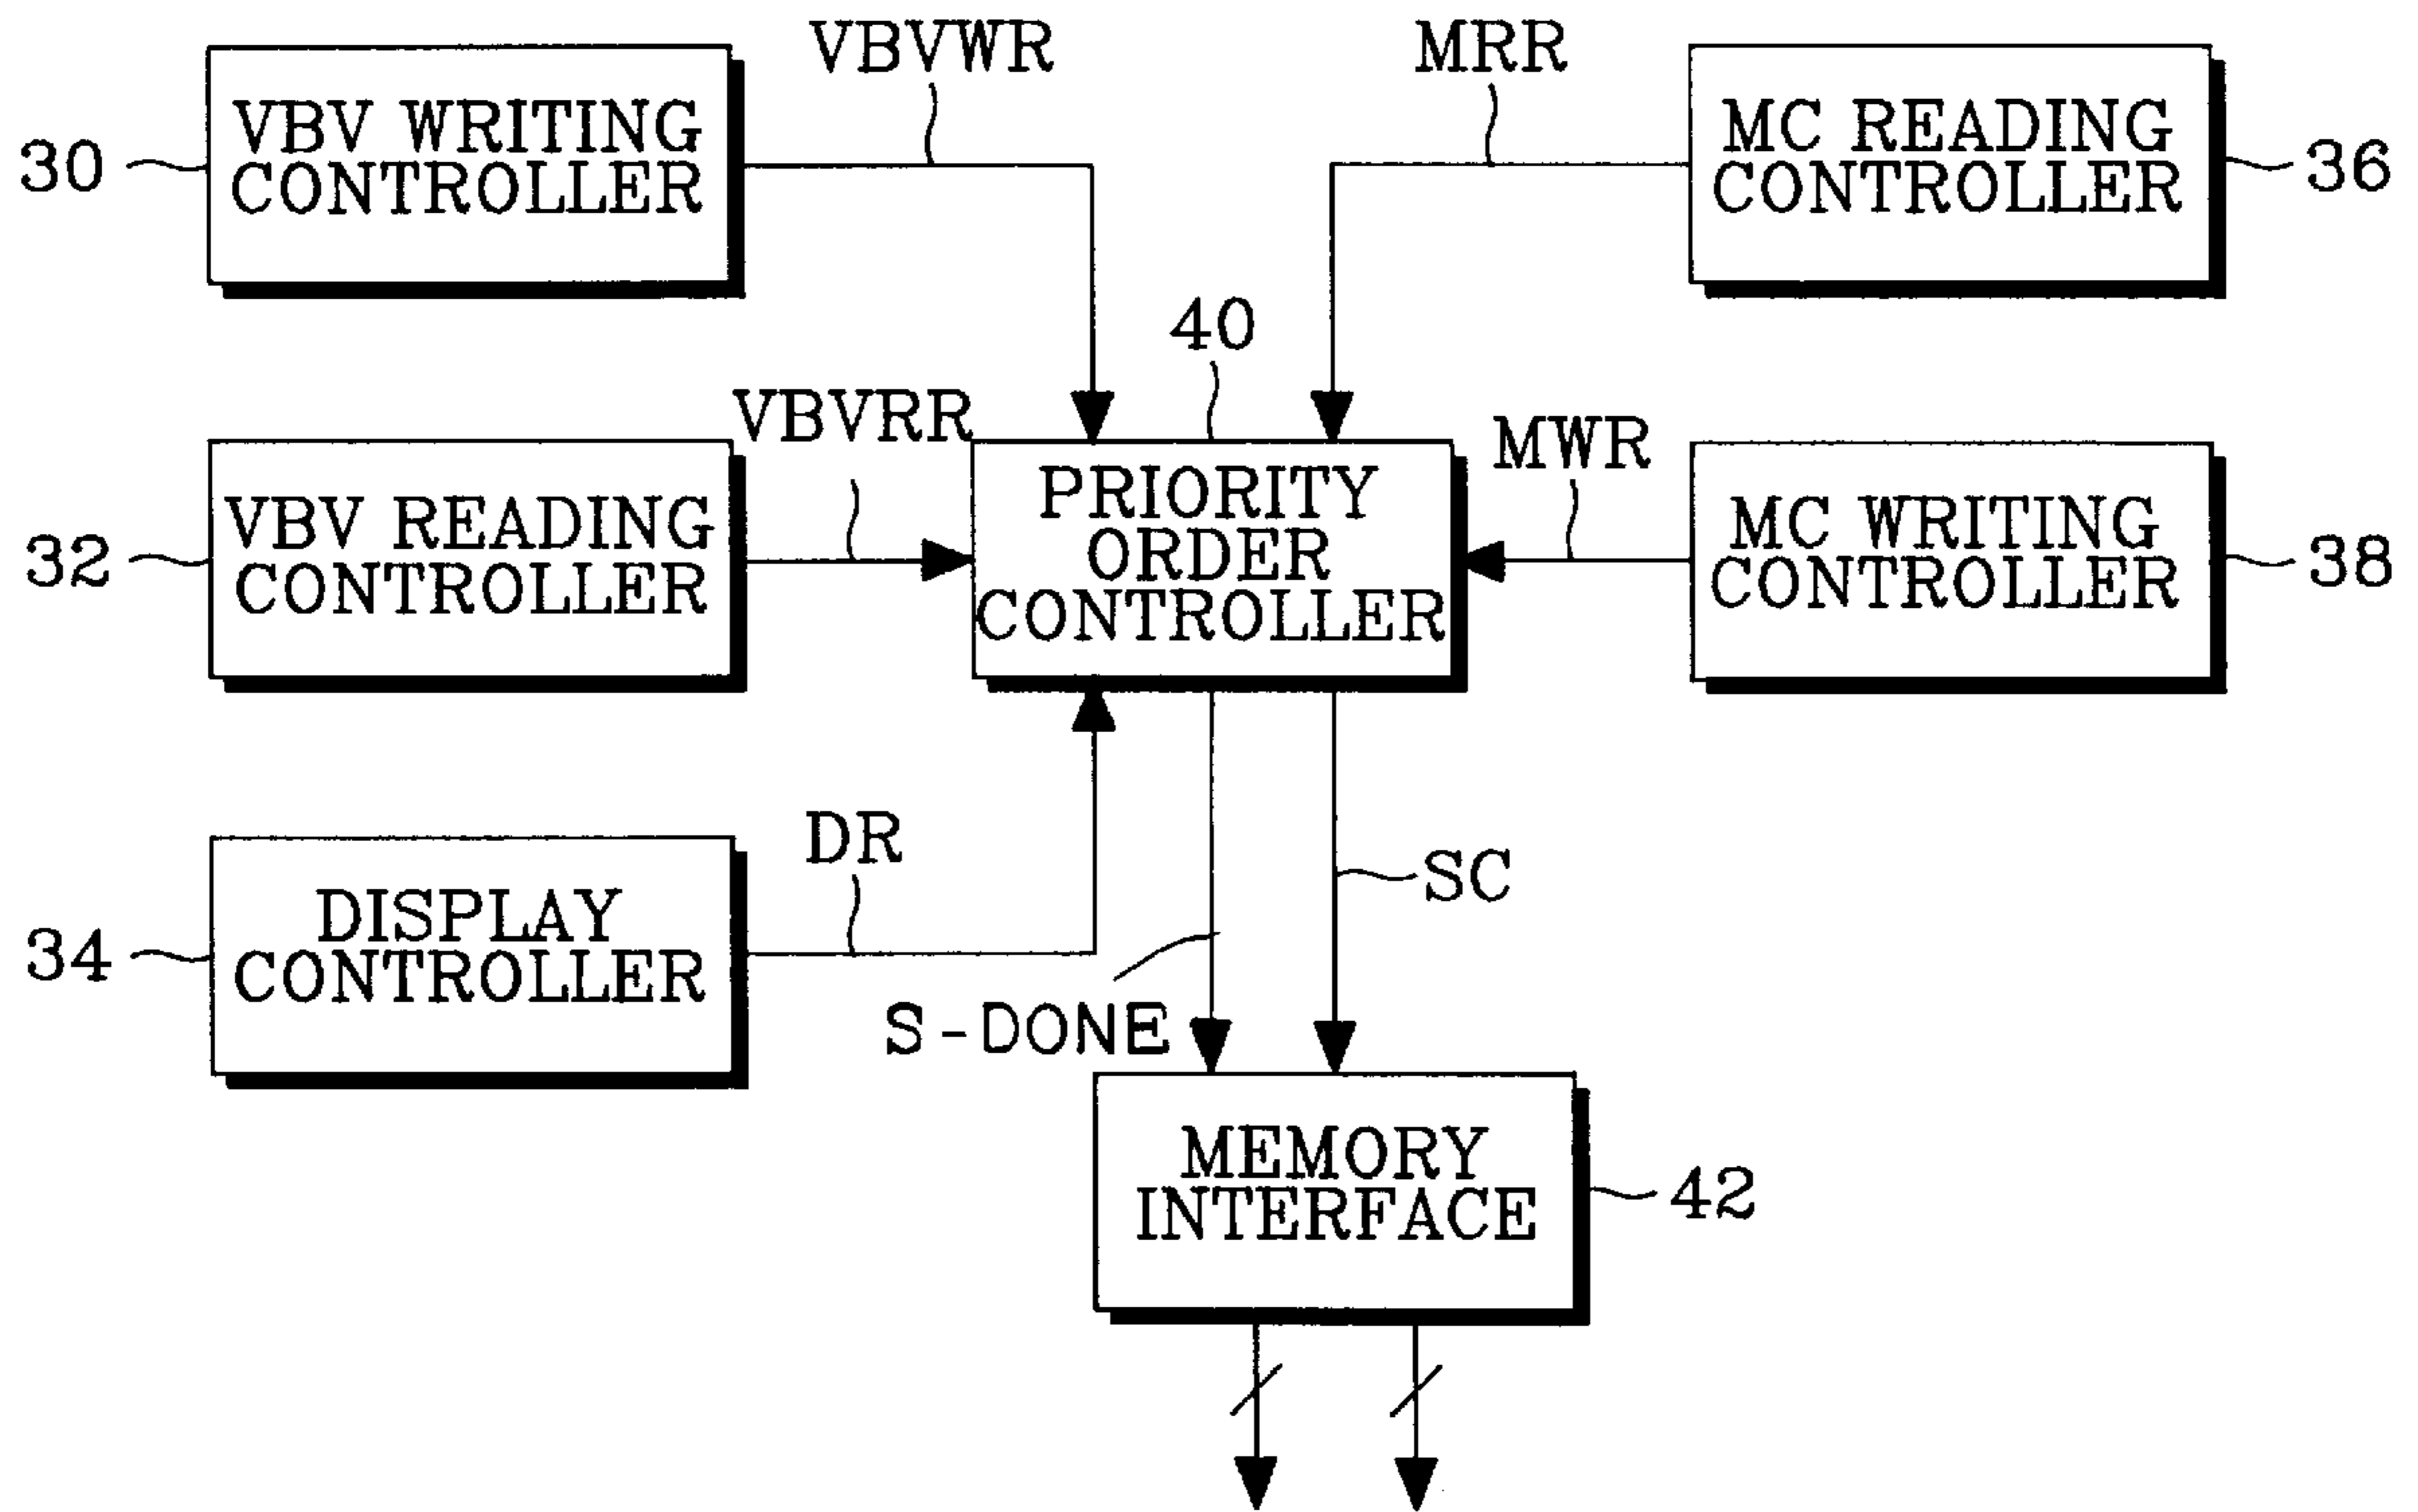 VBVWR
MRR
30
VBV WRITING
CONTROLLER
MC READING
CONTROLLER
36
40
VBVRR
MWR
32
VBV READING
CONTROLLER
PRIORITY
ORDER
CONTROLLER
MC WRITING
CONTROLLER
38
DR
SC
34
DISPLAY
CONTROLLER
S-DONE
MEMORY
INTERFACE
42